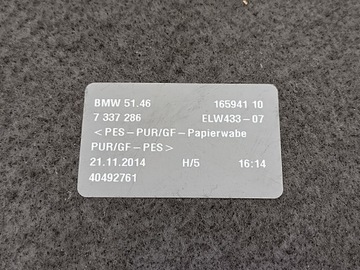 BMW 51.46 165941 10
7 337 286 ELW433-07
< PES-PUR/GF-Papierwabe
PUR/GF-PES >
21.11.2014 H/5 16:14
40492761